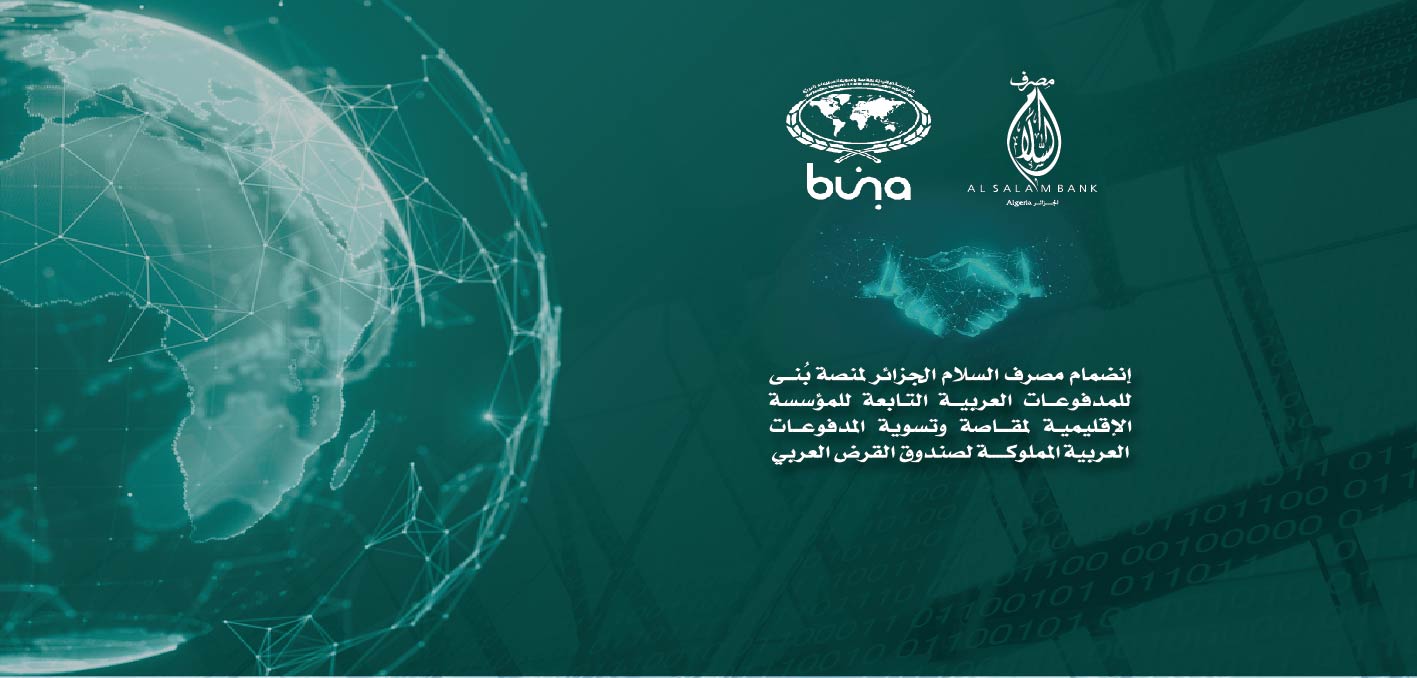 مصرف
السلام
buna
AL SALAM BANK
Algeria الجزائر
إنضمام مصرف السلام الجزائر لمنصة بُنى
للمدفوعات العربية التابعة للمؤسسة
الإقليمية لمقاصة وتسوية المدفوعات
العربية المملوكة لصندوق القرض العربي